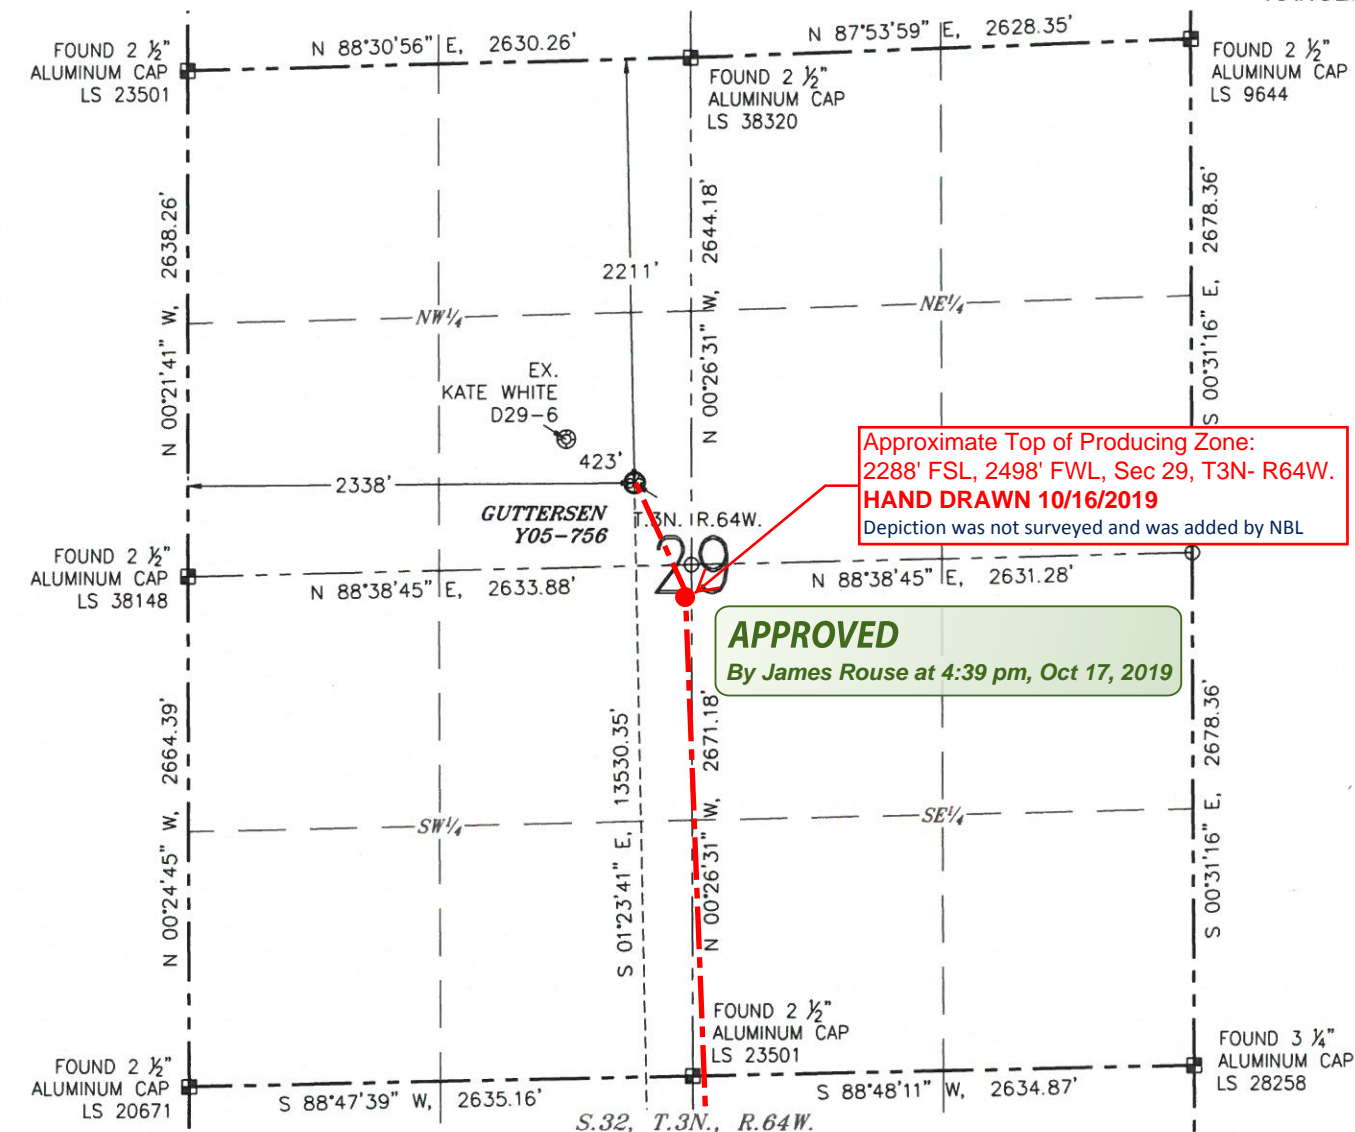 N 88°30'56" E, 2630.26'
N 87°53'59" E, 2628.35'
FOUND 2 ½"
ALUMINUM CAP
LS 23501
FOUND 2 ½"
ALUMINUM CAP
LS 38320
FOUND 2 ½"
ALUMINUM CAP
LS 9644
N 00°21'41" W, 2638.26'
2211'
N 00°26'31" W, 2644.18'
S 00°31'16" E, 2678.36'
NW¼
NE¼
EX.
KATE WHITE
D29-6
423'
2338'
GUTTERSEN
Y05-756
T.3N. R.64W.
29
Approximate Top of Producing Zone:
2288' FSL, 2498' FWL, Sec 29, T3N- R64W.
HAND DRAWN 10/16/2019
Depiction was not surveyed and was added by NBL
FOUND 2 ½"
ALUMINUM CAP
LS 38148
N 88°38'45" E, 2633.88'
N 88°38'45" E, 2631.28'
APPROVED
By James Rouse at 4:39 pm, Oct 17, 2019
N 00°24'45" W, 2664.39'
S 01°23'41" E, 13530.35'
N 00°26'31" W, 2671.18'
S 00°31'16" E, 2678.36'
SW¼
SE¼
FOUND 2 ½"
ALUMINUM CAP
LS 23501
FOUND 2 ½"
ALUMINUM CAP
LS 20671
FOUND 3 ¼"
ALUMINUM CAP
LS 28258
S 88°47'39" W, 2635.16'
S 88°48'11" W, 2634.87'
S.32, T.3N., R.64W.